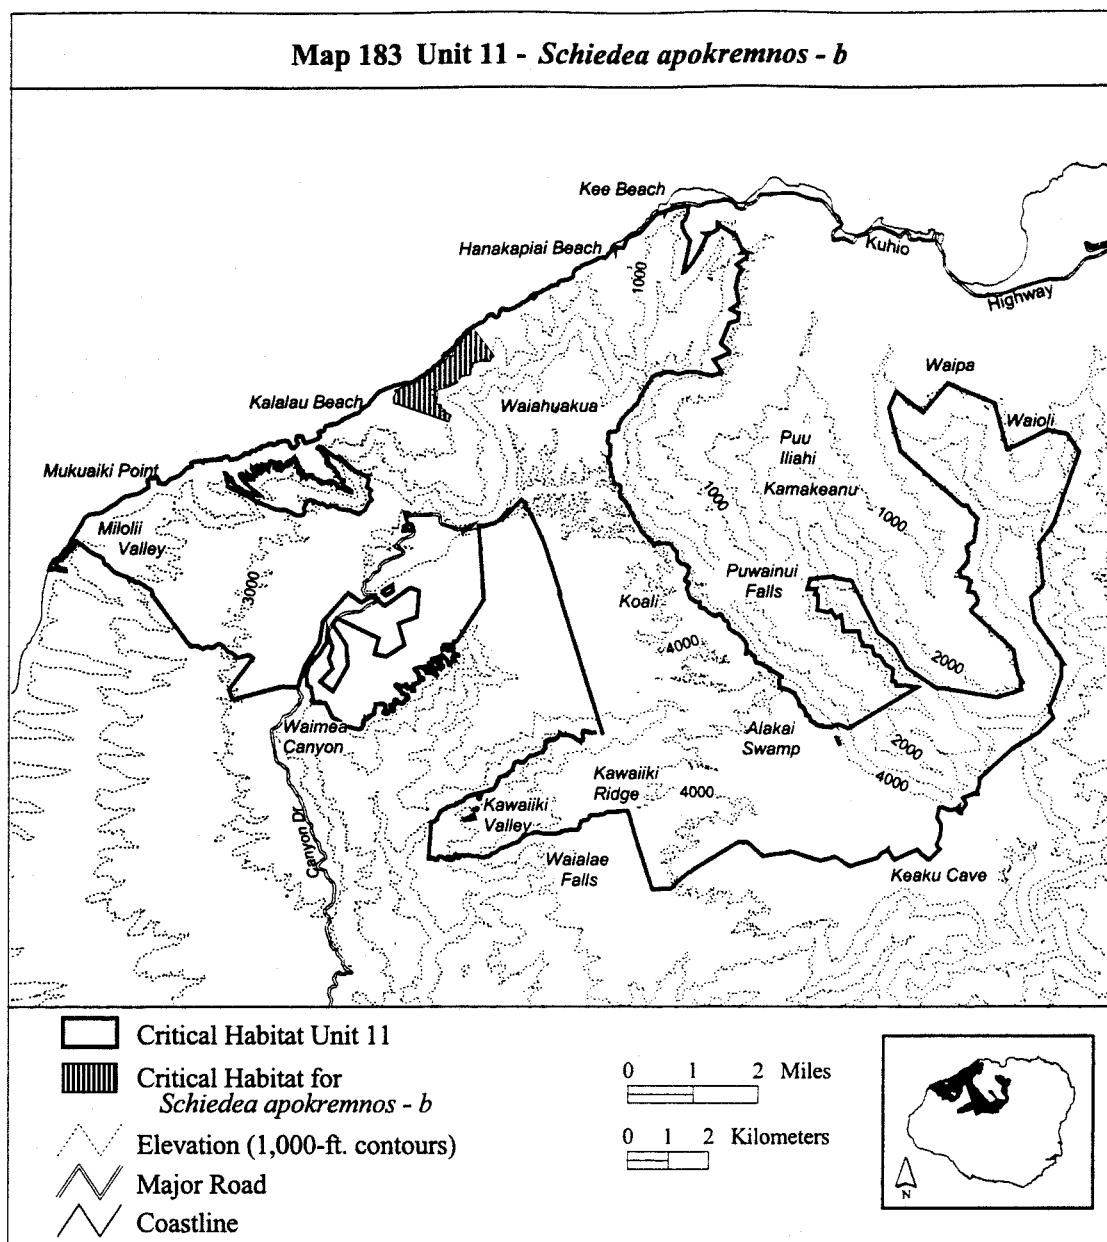 Map 183 Unit 11 - Schiedea apokremnos - b
Kee Beach
Hanakapiai Beach
Kuhio
Highway
1000
Waipa
Kalalau Beach
Waiahuakua
Waioli
Puu
Iliahi
Mukuaiki Point
Kamakeanu
1000
1000
Milolii
Valley
Puwainui
Falls
3000
Koali
4000
2000
Waimea
Canyon
Alakai
Swamp
2000
4000
Kawaiiki
Ridge
4000
Kawaiiki
Valley
Canyon Dr
Waialae
Falls
Keaku Cave
Critical Habitat Unit 11
Critical Habitat for
Schiedea apokremnos - b
Elevation (1,000-ft. contours)
Major Road
Coastline
0 1 2 Miles
0 1 2 Kilometers
N